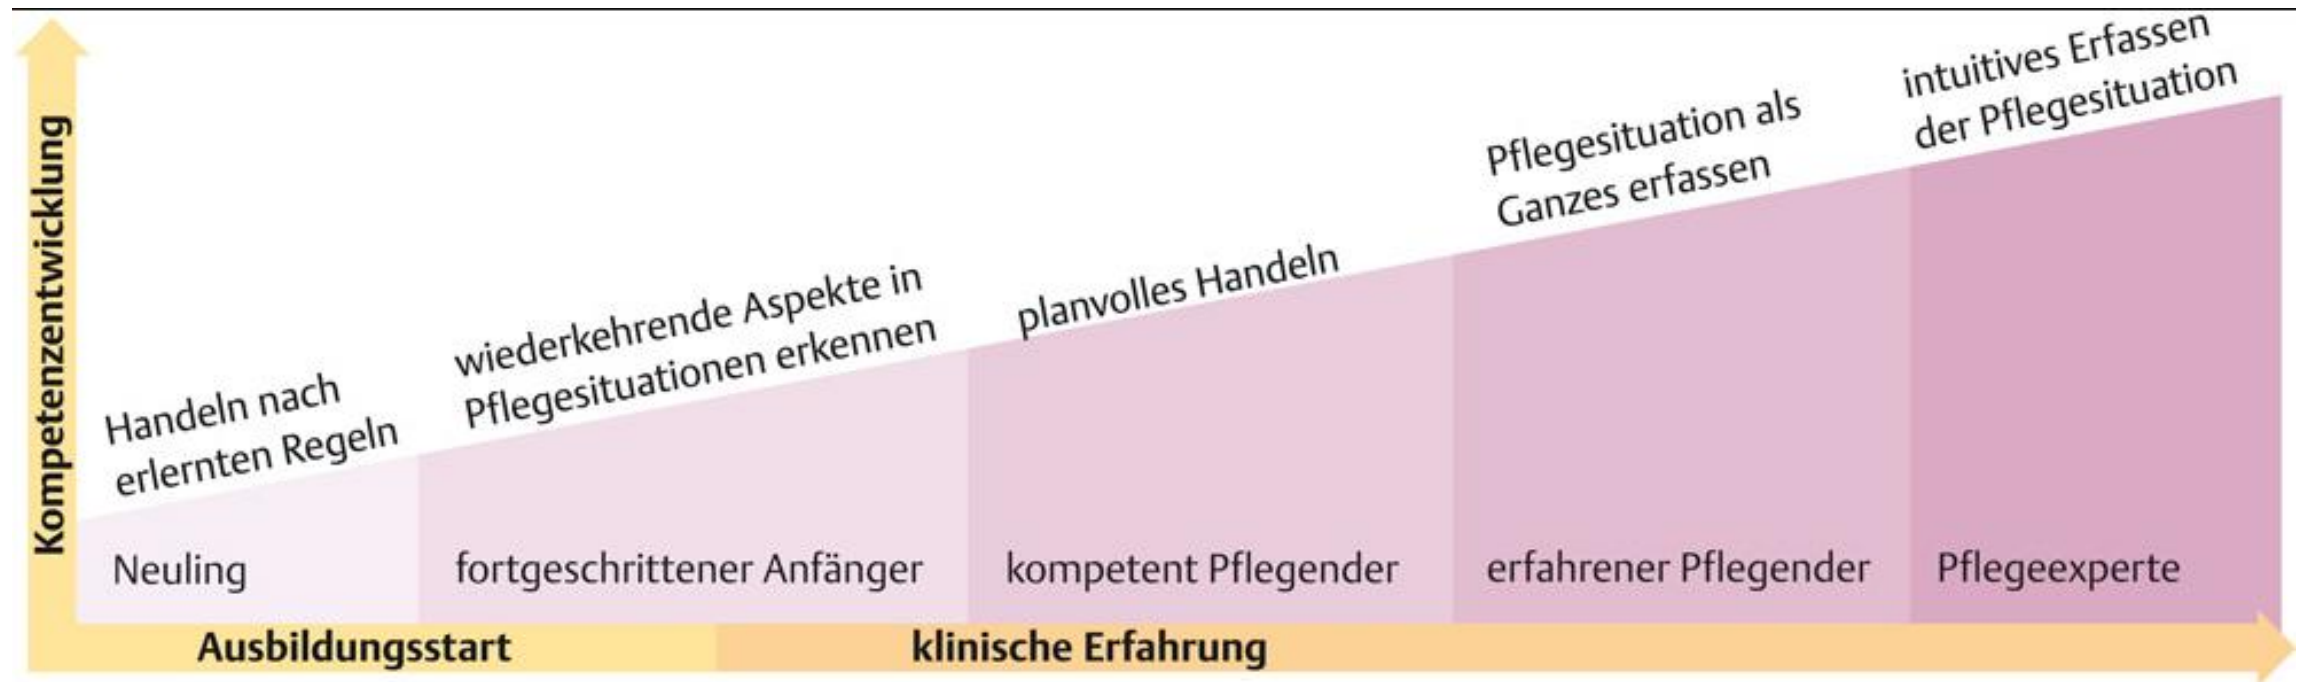 Kompetenzentwicklung
Handeln nach
erlernten Regeln
wiederkehrende Aspekte in
Pflegesituationen erkennen
planvolles Handeln
Pflegesituation als
Ganzes erfassen
intuitives Erfassen
der Pflegesituation
Neuling
fortgeschrittener Anfänger
kompetent Pflegender
erfahrener Pflegender
Pflegeexperte
Ausbildungsstart
klinische Erfahrung